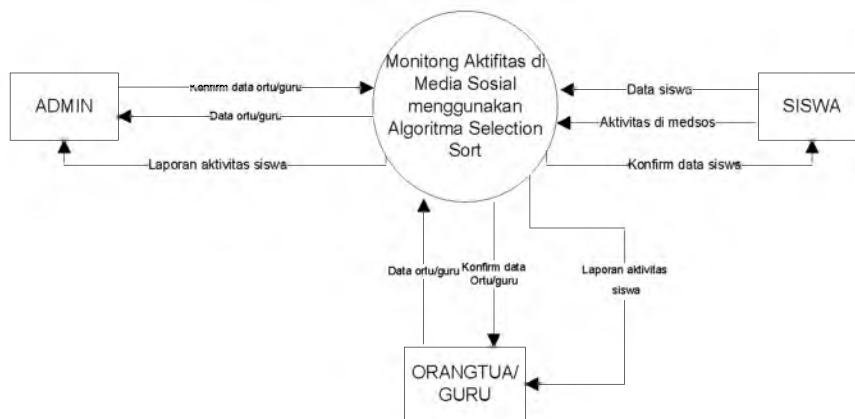 Monitong Aktifitas di
Media Sosial
menggunakan
Algoritma Selection
Sort
ADMIN
Konfirm data ortu/guru
Data ortu/guru
Laporan aktivitas siswa
Data siswa
Aktivitas di medsos
Konfirm data siswa
SISWA
Data ortu/guru
Konfirm data
Ortu/guru
Laporan aktivitas
siswa
ORANGTUA/
GURU